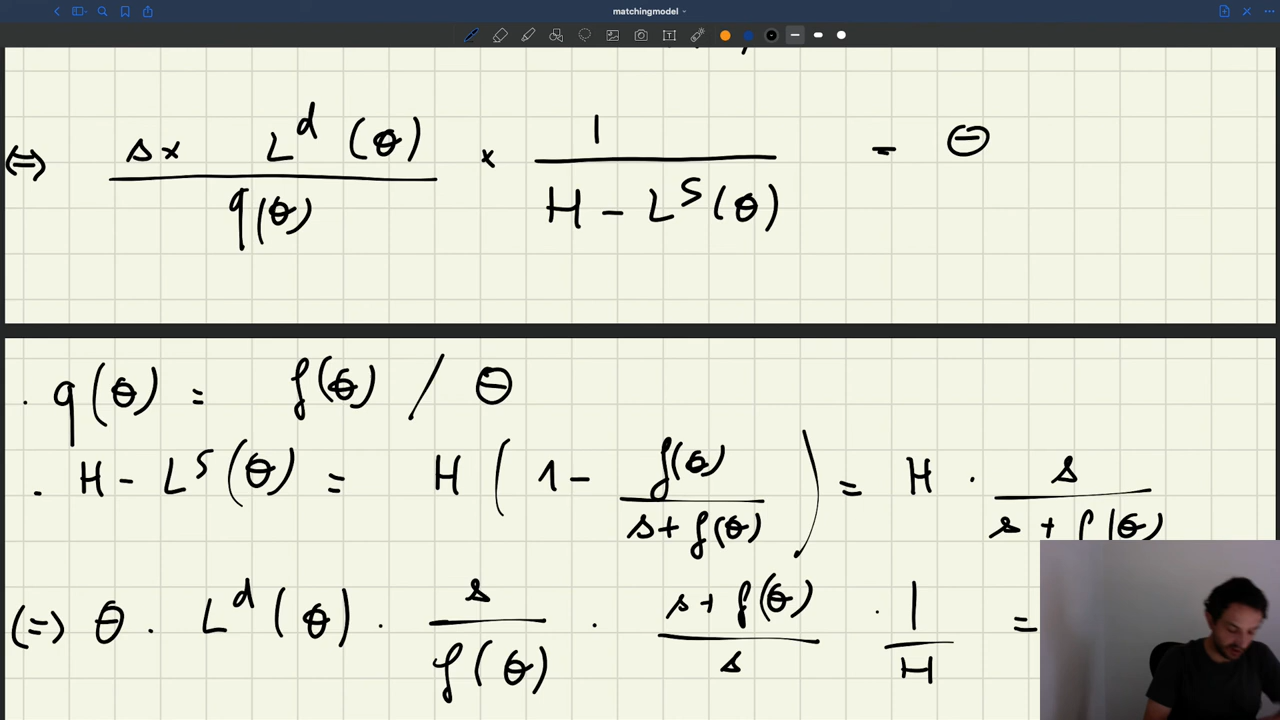 matchingmodel
(⇔) s × L^d (θ) / q(θ) × 1 / (H - L^s (θ)) = θ
. q(θ) = f(θ) / θ
. H - L^s (θ) = H (1 - f(θ) / (s + f(θ))) = H · s / (s + f(θ))
(⇔) θ · L^d (θ) · s / f(θ) · (s + f(θ)) / s · 1 / H =